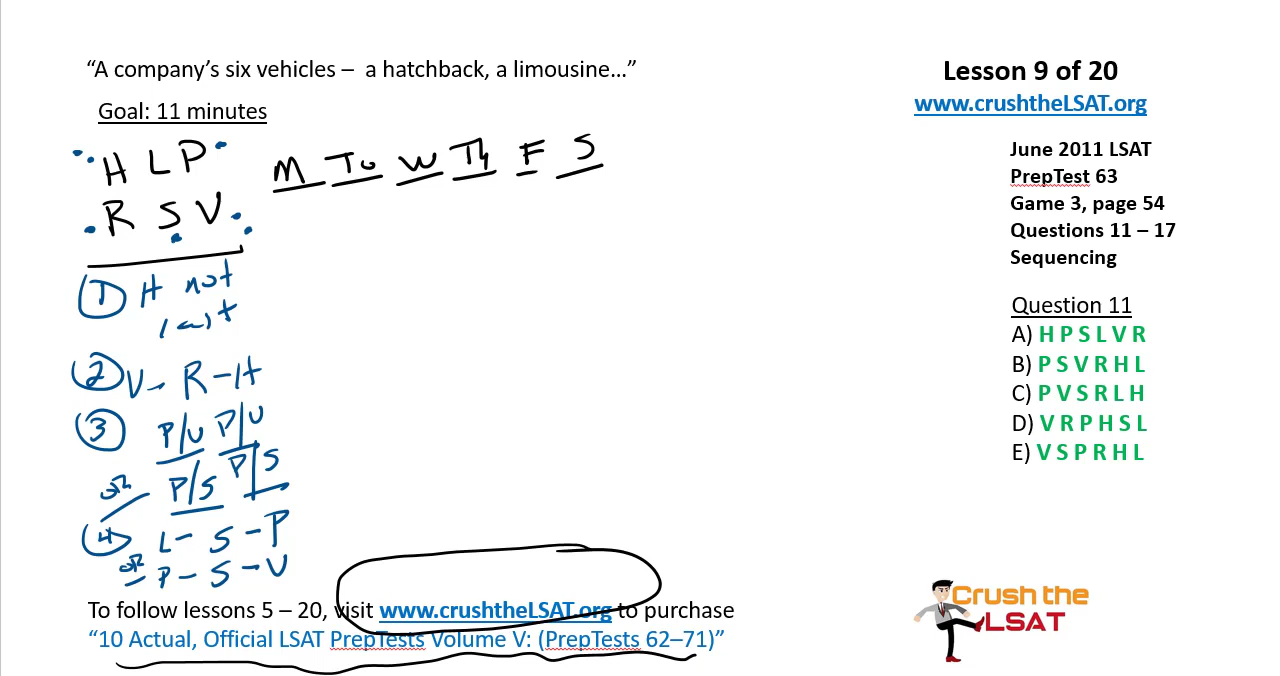 “A company’s six vehicles – a hatchback, a limousine…”
Goal: 11 minutes
H L P
R S V
M Tu W Th F S
① H not
last
② V - R - H
③ P/V P/V
OR P/S P/S
④ L - S - P
OR P - S - V
To follow lessons 5 – 20, visit www.crushtheLSAT.org to purchase
“10 Actual, Official LSAT PrepTests Volume V: (PrepTests 62–71)”
Lesson 9 of 20
www.crushtheLSAT.org
June 2011 LSAT
PrepTest 63
Game 3, page 54
Questions 11 – 17
Sequencing
Question 11
A) H P S L V R
B) P S V R H L
C) P V S R L H
D) V R P H S L
E) V S P R H L
Crush the
LSAT